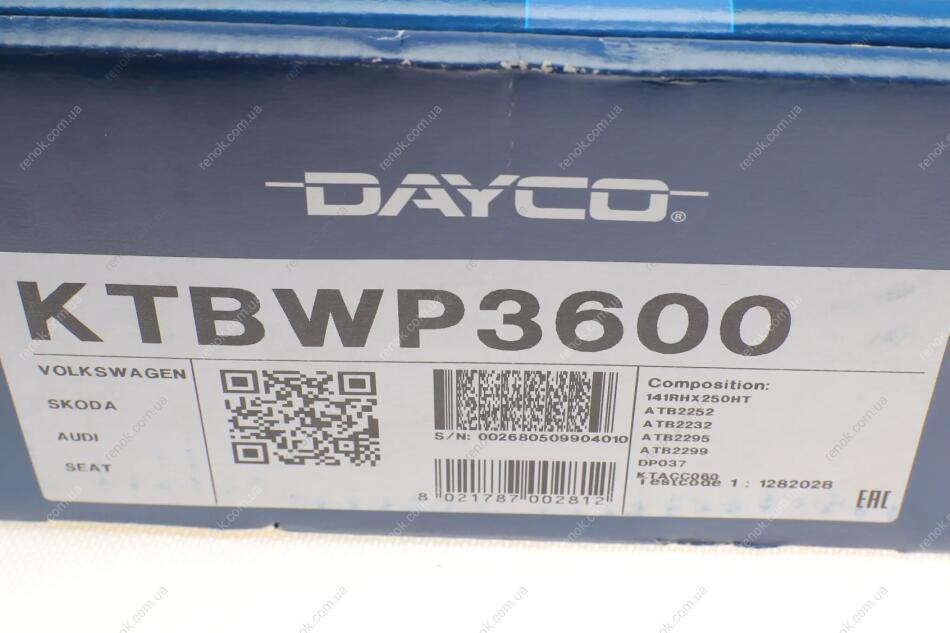 DAYCO®
KTBWP3600
VOLKSWAGEN
SKODA
AUDI
SEAT
S/N: 002680509904010
8 021787 002812
Composition:
141RHX250HT
ATB2252
ATB2232
ATB2295
ATB2299
DP037
KTACC060
Testcode 1 : 1282028
EAC
renok.com.ua